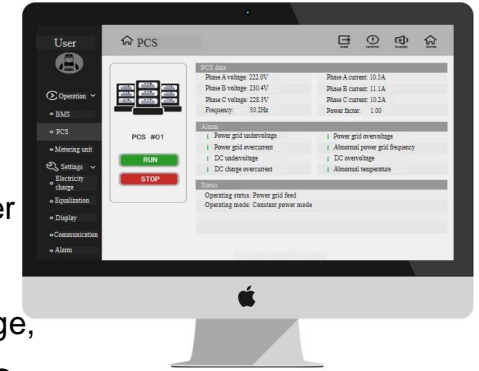 User
PCS
Operation
BMS
PCS
Metering unit
Settings
Electricity
charge
Equalization
Display
Communication
Alarm
PCS #01
RUN
STOP
PCS data
Phase A voltage: 222.0V
Phase A current: 10.5A
Phase B voltage: 230.4V
Phase B current: 11.1A
Phase C voltage: 228.3V
Phase C current: 10.2A
Frequency: 50.2Hz
Power factor: 1.00
Alarm
Power grid undervoltage
Power grid overvoltage
Power grid overcurrent
Abnormal power grid frequency
DC undervoltage
DC overvoltage
DC charge overcurrent
Abnormal temperature
Status
Operating status: Power grid feed
Operating mode: Constant power mode
er
ge,